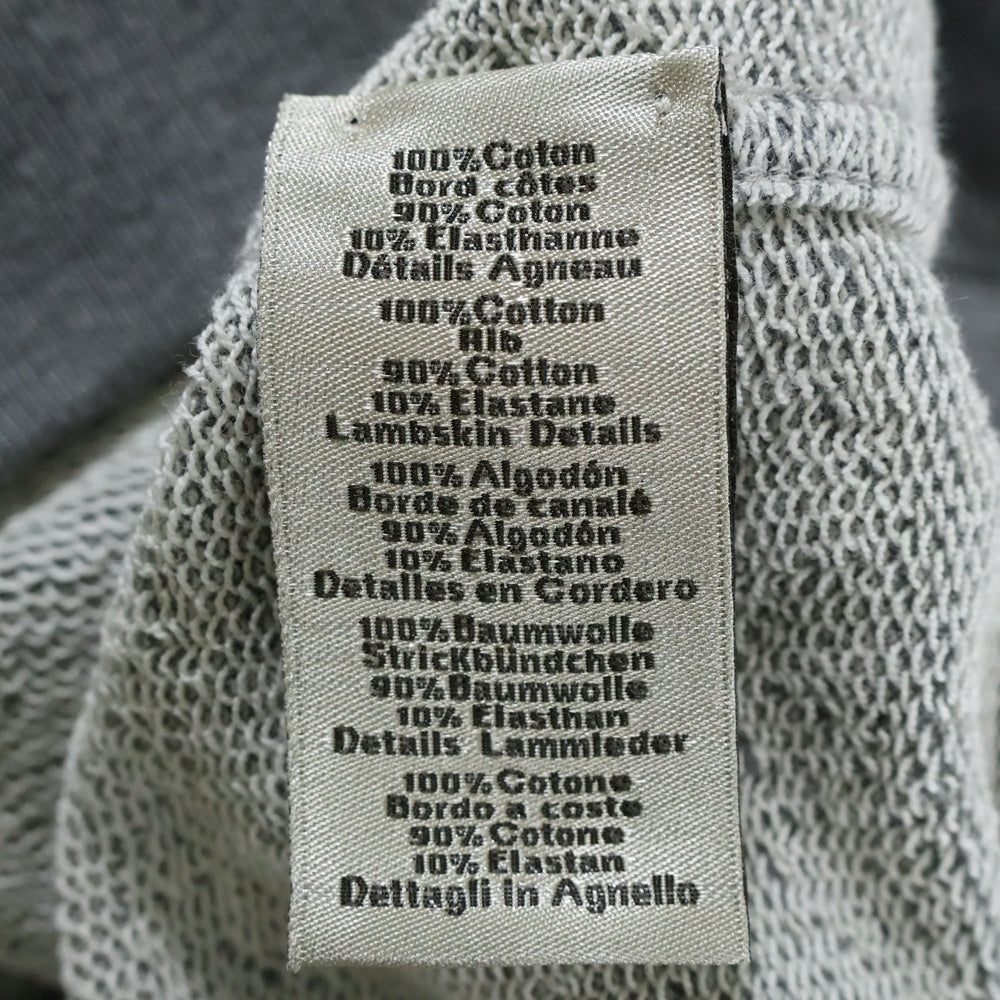 100% Coton
Bord côtes
90% Coton
10% Elasthanne
Détails Agneau
100% Cotton
Rib
90% Cotton
10% Elastane
Lambskin Details
100% Algodón
Borde de canalé
90% Algodón
10% Elastano
Detalles en Cordero
100% Baumwolle
Strickbündchen
90% Baumwolle
10% Elasthan
Details Lammleder
100% Cotone
Bordo a coste
90% Cotone
10% Elastan
Dettagli in Agnello